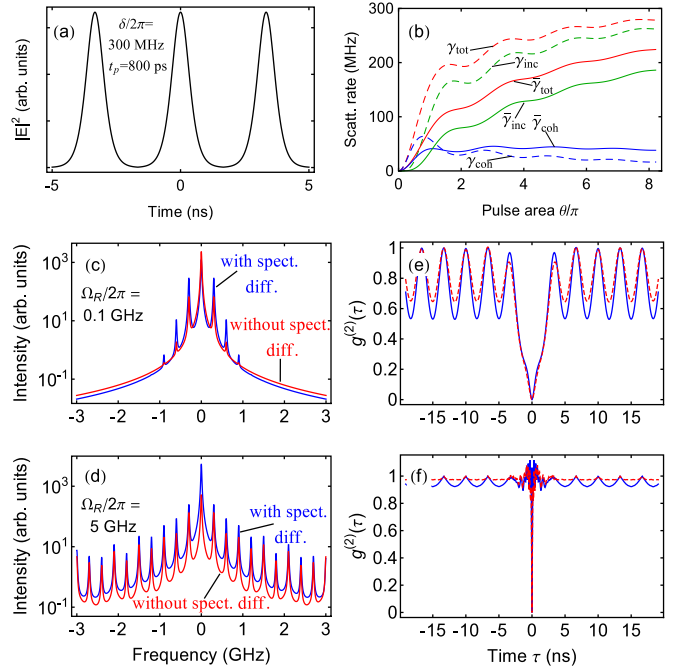 (a)
δ/2π=
300 MHz
t_p=800 ps
|E|² (arb. units)
-5 0 5
Time (ns)
(b)
300
200
100
0
Scatt. rate (MHz)
γ_tot
γ_inc
γ̄_tot
γ̄_inc
γ̄_coh
γ_coh
0 2 4 6 8
Pulse area θ/π
(c)
10³
10¹
10⁻¹
Intensity (arb. units)
Ω_R/2π =
0.1 GHz
with spect.
diff.
without spect.
diff.
-3 -2 -1 0 1 2 3
(e)
1
0.8
0.6
0.4
0.2
0
g⁽²⁾(τ)
-15 -10 -5 0 5 10 15
(d)
10³
10¹
10⁻¹
Intensity (arb. units)
Ω_R/2π =
5 GHz
with spect.
diff.
without spect. diff.
-3 -2 -1 0 1 2 3
Frequency (GHz)
(f)
1
0.8
0.6
0.4
0.2
0
g⁽²⁾(τ)
-15 -10 -5 0 5 10 15
Time τ (ns)